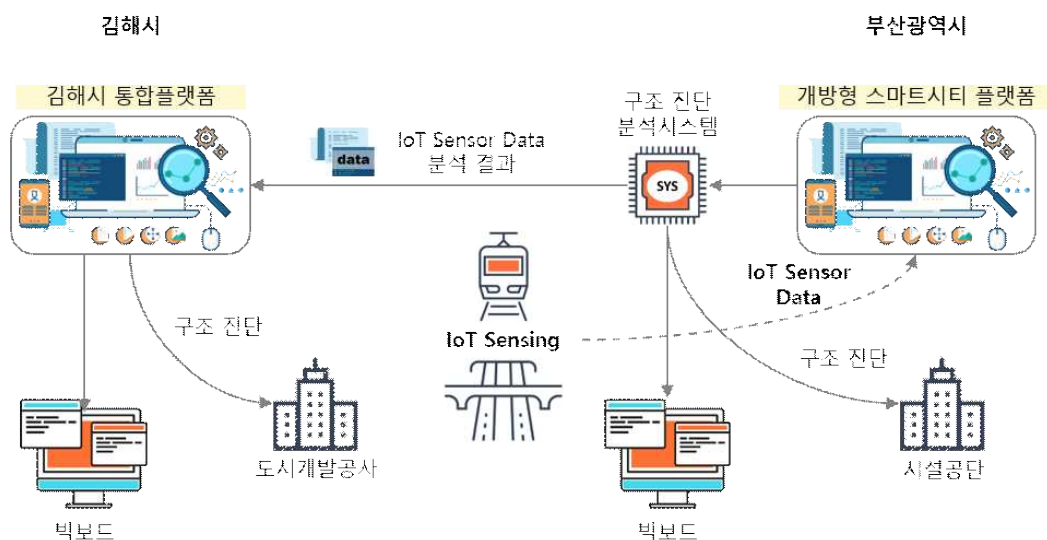 김해시
부산광역시
김해시 통합플랫폼
개방형 스마트시티 플랫폼
구조 진단
분석시스템
IoT Sensor Data
분석 결과
data
SYS
IoT Sensor
Data
구조 진단
IoT Sensing
구조 진단
도시개발공사
시설공단
빅보드
빅보드